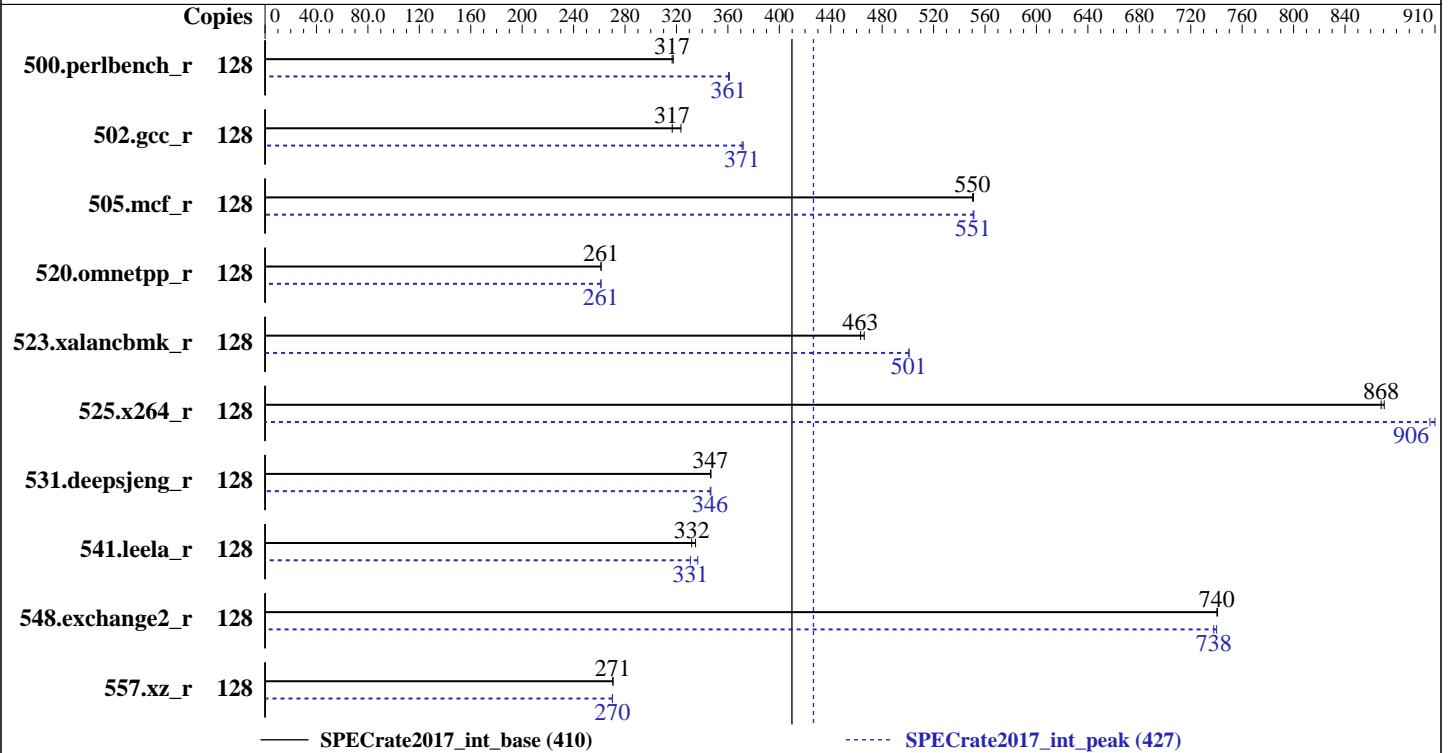 Copies 0 40.0 80.0 120 160 200 240 280 320 360 400 440 480 520 560 600 640 680 720 760 800 840 910
317
500.perlbench_r 128
361
317
502.gcc_r 128
371
550
505.mcf_r 128
551
261
520.omnetpp_r 128
261
463
523.xalancbmk_r 128
501
868
525.x264_r 128
906
347
531.deepsjeng_r 128
346
332
541.leela_r 128
331
740
548.exchange2_r 128
738
271
557.xz_r 128
270
SPECrate2017_int_base (410) SPECrate2017_int_peak (427)